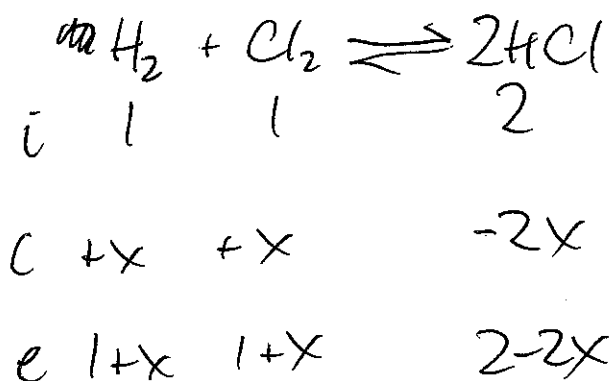 H₂ + Cl₂ ⇌ 2HCl
i 1 1 2
c +x +x -2x
e 1+x 1+x 2-2x